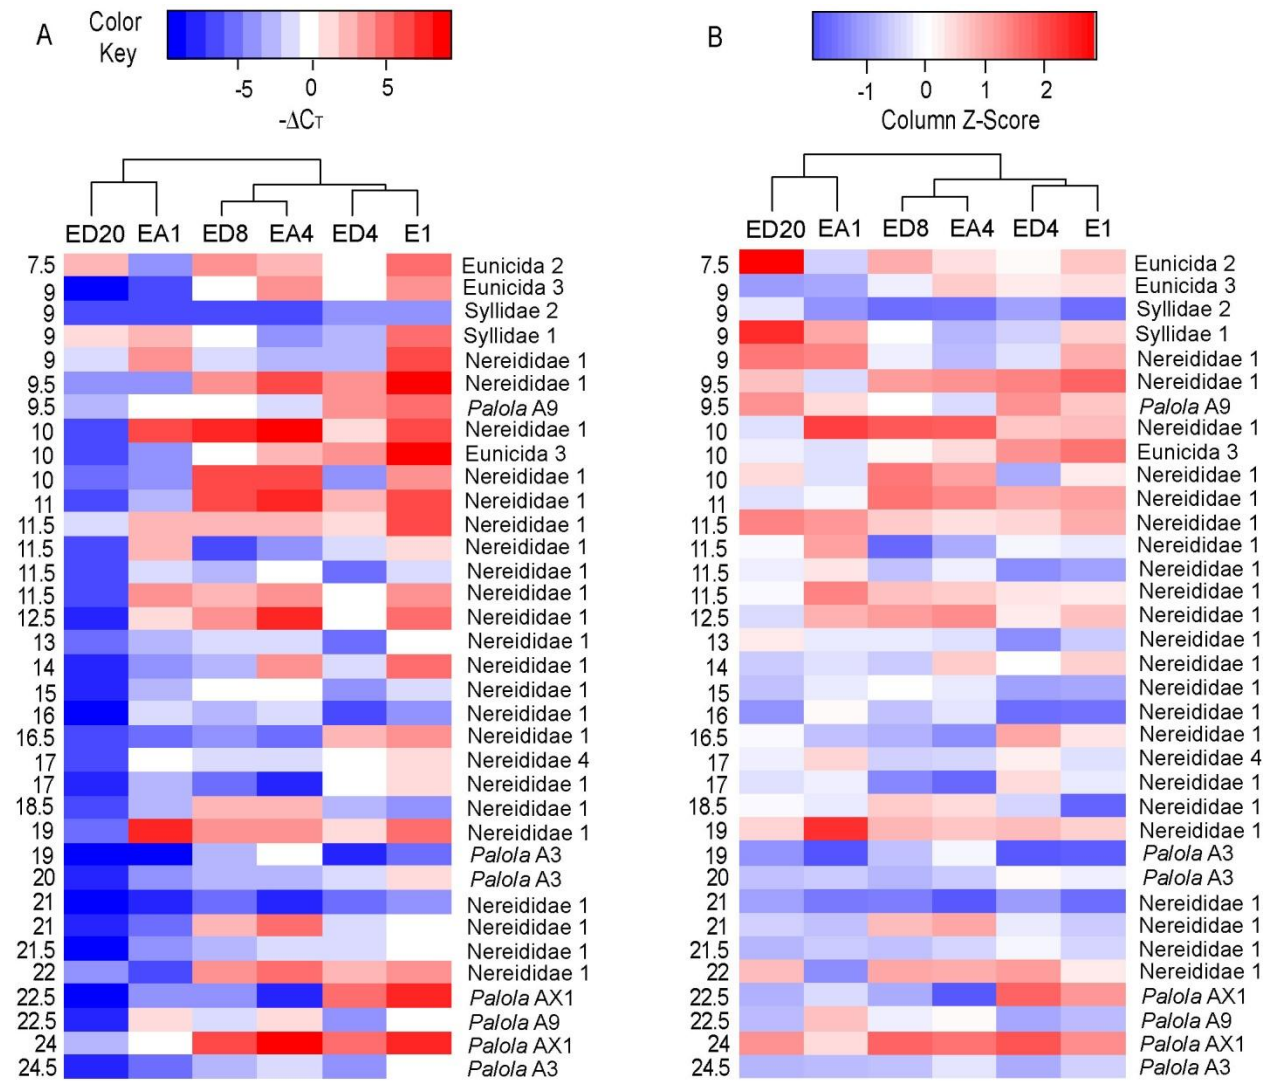 A
Color
Key
-5 0 5
-ΔCT
ED20 EA1 ED8 EA4 ED4 E1
7.5 Eunicida 2
9 Eunicida 3
9 Syllidae 2
9 Syllidae 1
9 Nereididae 1
9.5 Nereididae 1
9.5 Palola A9
10 Nereididae 1
10 Eunicida 3
10 Nereididae 1
11 Nereididae 1
11.5 Nereididae 1
11.5 Nereididae 1
11.5 Nereididae 1
11.5 Nereididae 1
12.5 Nereididae 1
13 Nereididae 1
14 Nereididae 1
15 Nereididae 1
16 Nereididae 1
16.5 Nereididae 1
17 Nereididae 4
17 Nereididae 1
18.5 Nereididae 1
19 Nereididae 1
19 Palola A3
20 Palola A3
21 Nereididae 1
21 Nereididae 1
21.5 Nereididae 1
22 Nereididae 1
22.5 Palola AX1
22.5 Palola A9
24 Palola AX1
24.5 Palola A3
B
-1 0 1 2
Column Z-Score
ED20 EA1 ED8 EA4 ED4 E1
7.5 Eunicida 2
9 Eunicida 3
9 Syllidae 2
9 Syllidae 1
9 Nereididae 1
9.5 Nereididae 1
9.5 Palola A9
10 Nereididae 1
10 Eunicida 3
10 Nereididae 1
11 Nereididae 1
11.5 Nereididae 1
11.5 Nereididae 1
11.5 Nereididae 1
11.5 Nereididae 1
12.5 Nereididae 1
13 Nereididae 1
14 Nereididae 1
15 Nereididae 1
16 Nereididae 1
16.5 Nereididae 1
17 Nereididae 4
17 Nereididae 1
18.5 Nereididae 1
19 Nereididae 1
19 Palola A3
20 Palola A3
21 Nereididae 1
21 Nereididae 1
21.5 Nereididae 1
22 Nereididae 1
22.5 Palola AX1
22.5 Palola A9
24 Palola AX1
24.5 Palola A3